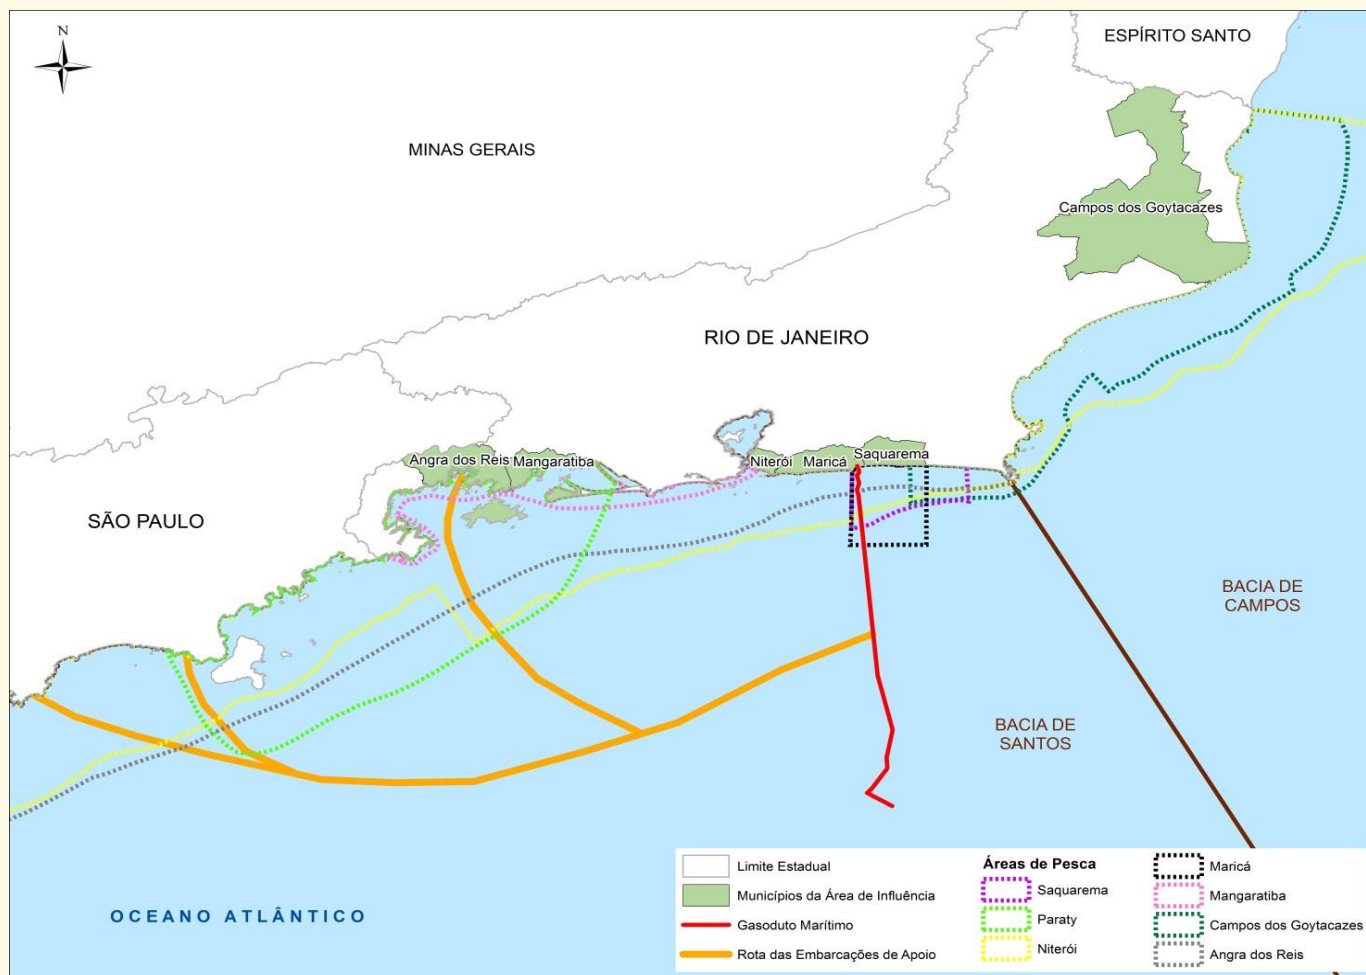 N
ESPÍRITO SANTO
MINAS GERAIS
Campos dos Goytacazes
RIO DE JANEIRO
Angra dos Reis
Mangaratiba
Niterói
Maricá
Saquarema
SÃO PAULO
BACIA DE
CAMPOS
BACIA DE
SANTOS
OCEANO ATLÂNTICO
Limite Estadual
Municípios da Área de Influência
Gasoduto Marítimo
Rota das Embarcações de Apoio
Áreas de Pesca
Saquarema
Paraty
Niterói
Maricá
Mangaratiba
Campos dos Goytacazes
Angra dos Reis